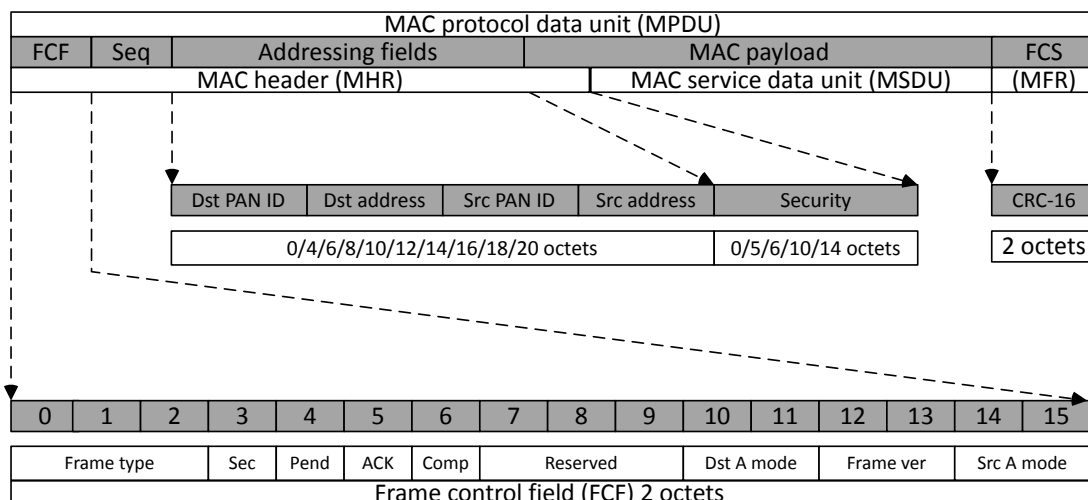 MAC protocol data unit (MPDU)
FCF Seq Addressing fields MAC payload FCS
MAC header (MHR) MAC service data unit (MSDU) (MFR)
Dst PAN ID Dst address Src PAN ID Src address Security CRC-16
0/4/6/8/10/12/14/16/18/20 octets 0/5/6/10/14 octets 2 octets
0 1 2 3 4 5 6 7 8 9 10 11 12 13 14 15
Frame type Sec Pend ACK Comp Reserved Dst A mode Frame ver Src A mode
Frame control field (FCF) 2 octets